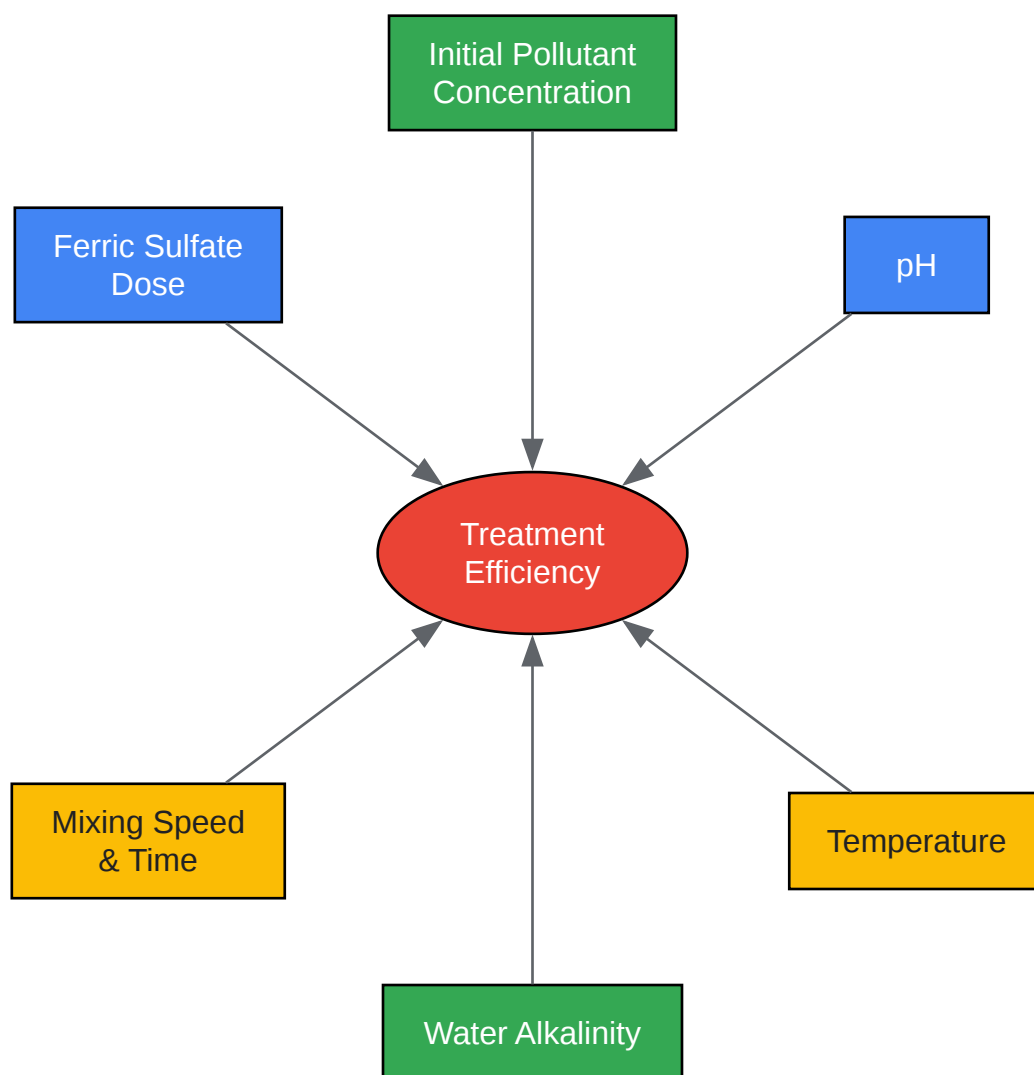 Initial Pollutant
Concentration
Ferric Sulfate
Dose
pH
Treatment
Efficiency
Mixing Speed
& Time
Temperature
Water Alkalinity